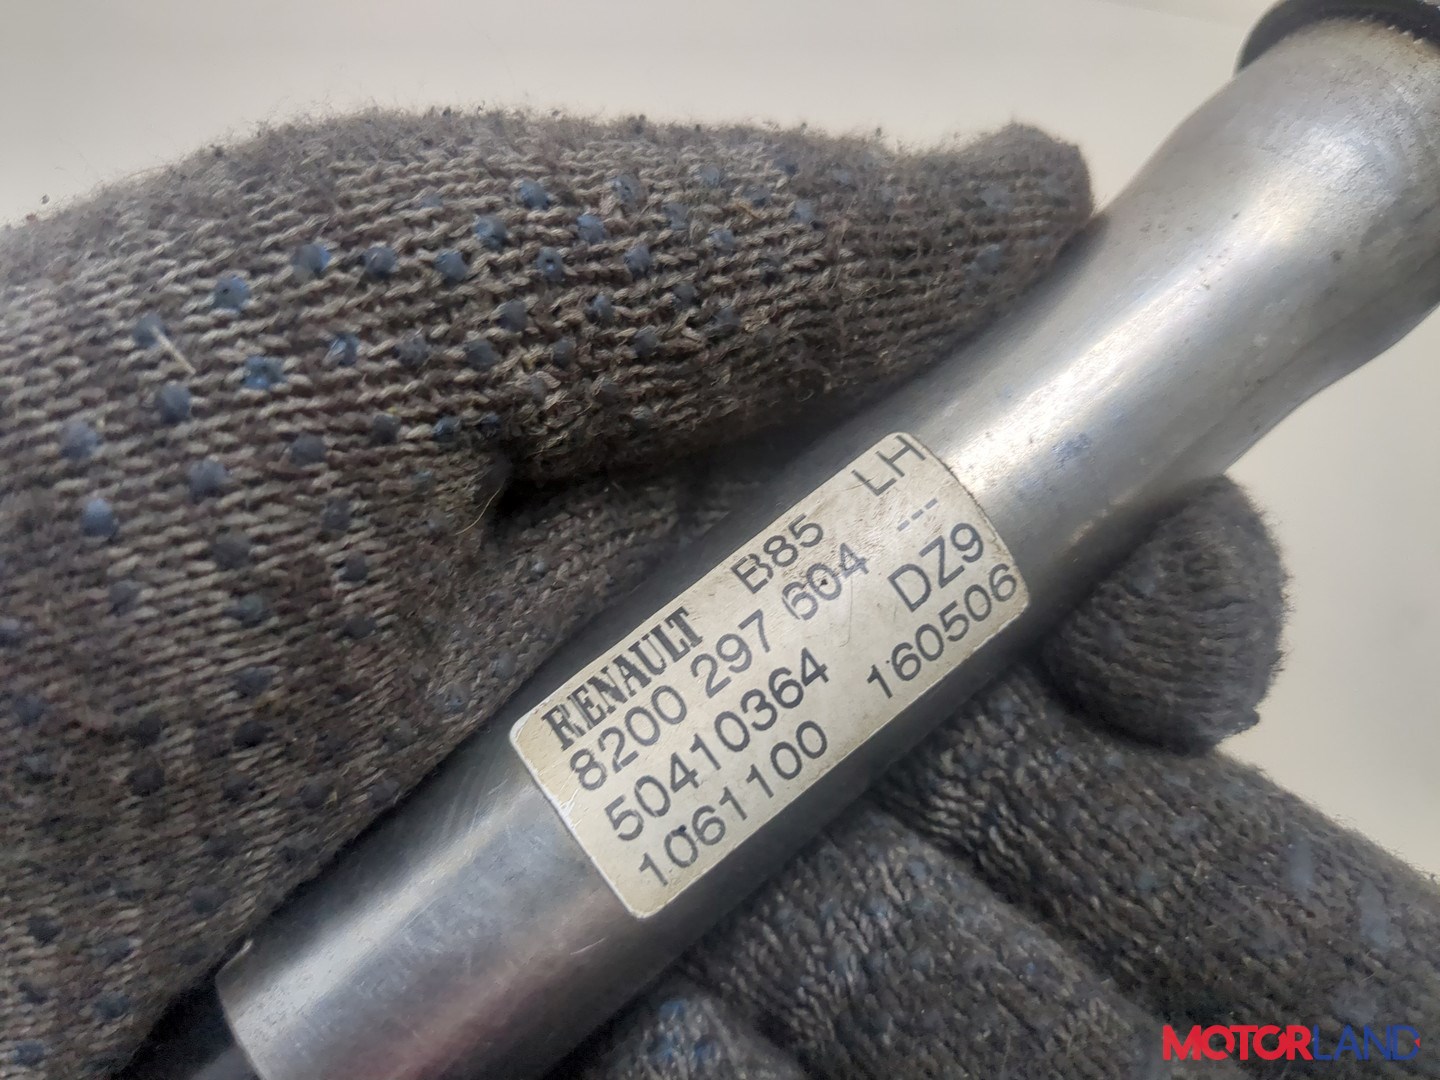 RENAULT B85 LH
8200 297 604 ---
50410364 DZ9
1061100 160506
MOTORLAND